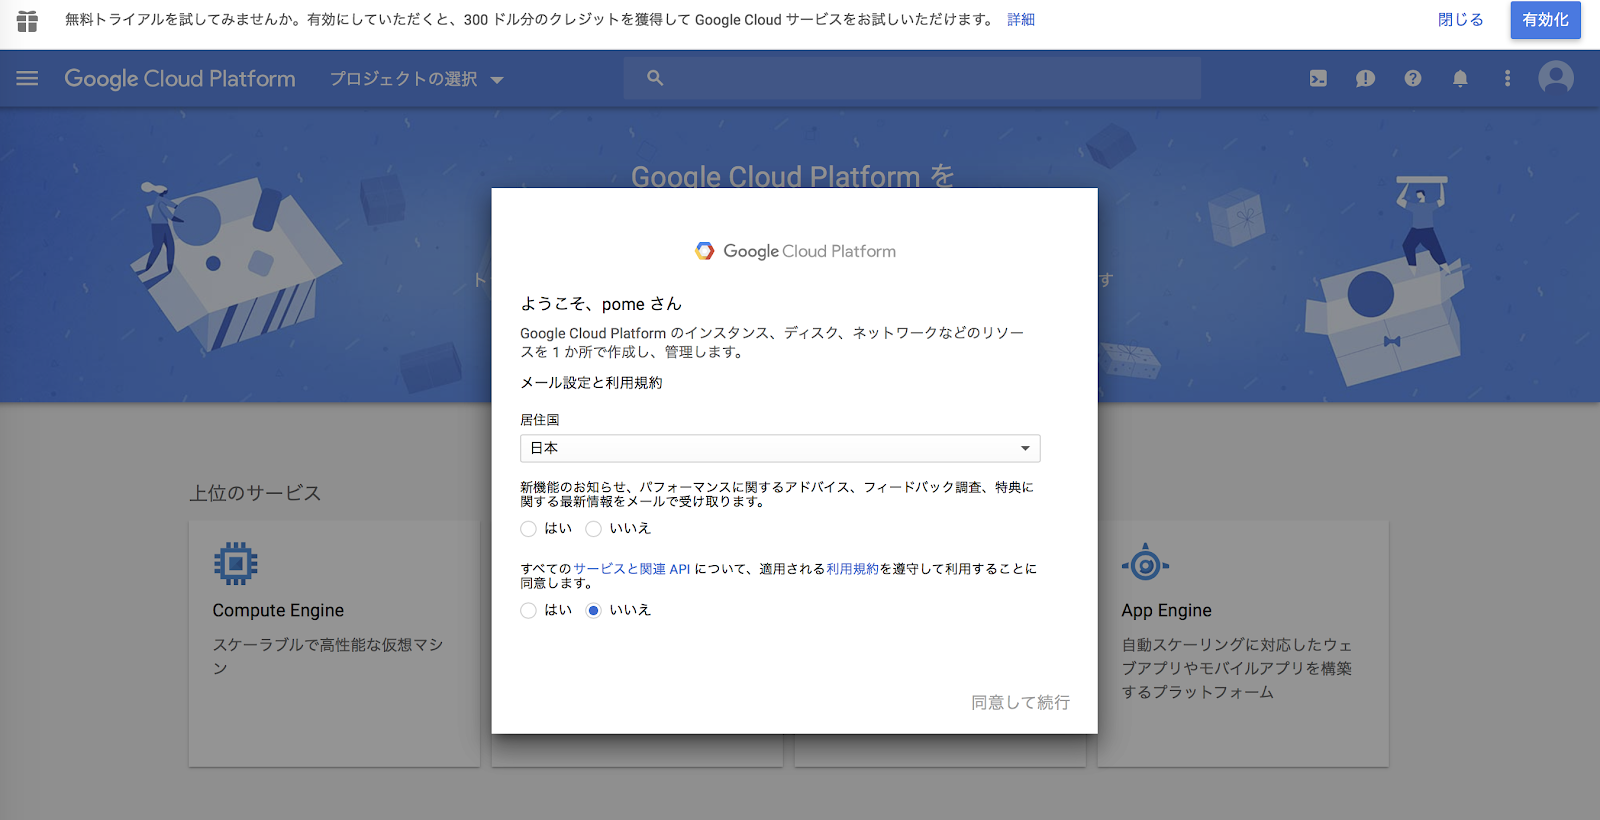 無料トライアルを試してみませんか。有効にしていただくと、300 ドル分のクレジットを獲得して Google Cloud サービスをお試しいただけます。 詳細
閉じる
有効化
Google Cloud Platform
プロジェクトの選択
Google Cloud Platform を
ト
す
Google Cloud Platform
ようこそ、pome さん
Google Cloud Platform のインスタンス、ディスク、ネットワークなどのリソー
スを 1 か所で作成し、管理します。
メール設定と利用規約
居住国
日本
新機能のお知らせ、パフォーマンスに関するアドバイス、フィードバック調査、特典に
関する最新情報をメールで受け取ります。
はい いいえ
すべてのサービスと関連 API について、適用される利用規約を遵守して利用することに
同意します。
はい いいえ
同意して続行
上位のサービス
Compute Engine
スケーラブルで高性能な仮想マシ
ン
App Engine
自動スケーリングに対応したウェ
ブアプリやモバイルアプリを構築
するプラットフォーム